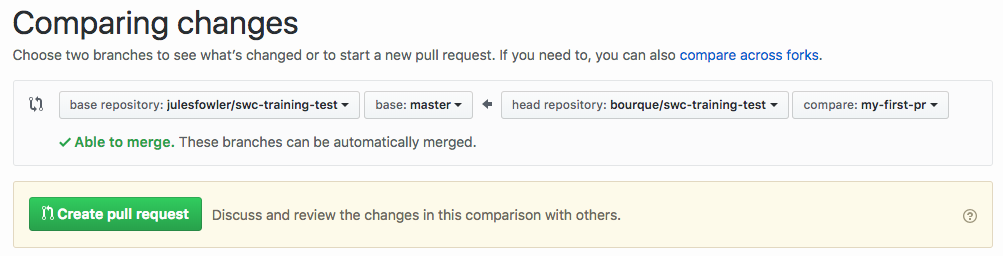 Comparing changes
Choose two branches to see what's changed or to start a new pull request. If you need to, you can also compare across forks.
base repository: julesfowler/swc-training-test base: master head repository: bourque/swc-training-test compare: my-first-pr
Able to merge. These branches can be automatically merged.
Create pull request Discuss and review the changes in this comparison with others.